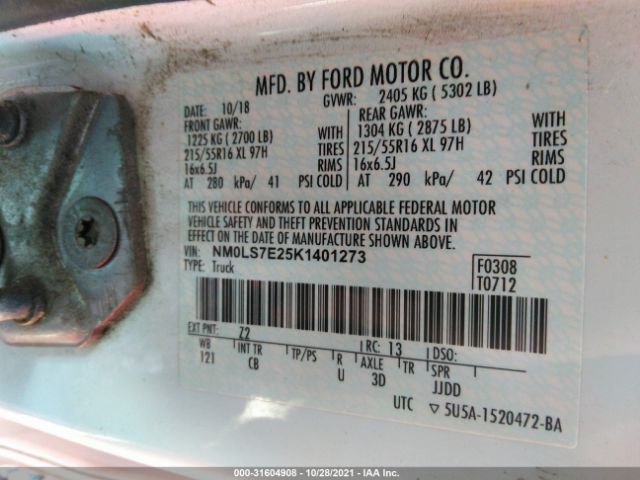 MFD. BY FORD MOTOR CO.
DATE: 10/18 GVWR: 2405 KG ( 5302 LB)
FRONT GAWR: REAR GAWR:
1225 KG ( 2700 LB) WITH 1304 KG ( 2875 LB) WITH
215/55R16 XL 97H TIRES 215/55R16 XL 97H TIRES
16x6.5J RIMS 16x6.5J RIMS
AT 280 kPa/ 41 PSI COLD AT 290 kPa/ 42 PSI COLD
THIS VEHICLE CONFORMS TO ALL APPLICABLE FEDERAL MOTOR
VEHICLE SAFETY AND THEFT PREVENTION STANDARDS IN
EFFECT ON THE DATE OF MANUFACTURE SHOWN ABOVE.
VIN: NM0LS7E25K1401273 F0308
TYPE: Truck T0712
EXT PNT: Z2 RC: 13 DSO:
WB INT TR TP/PS R AXLE TR SPR
121 CB U 3D JJDD
UTC ▽ 5U5A-1520472-BA
000-31604908 - 10/28/2021 - IAA Inc.